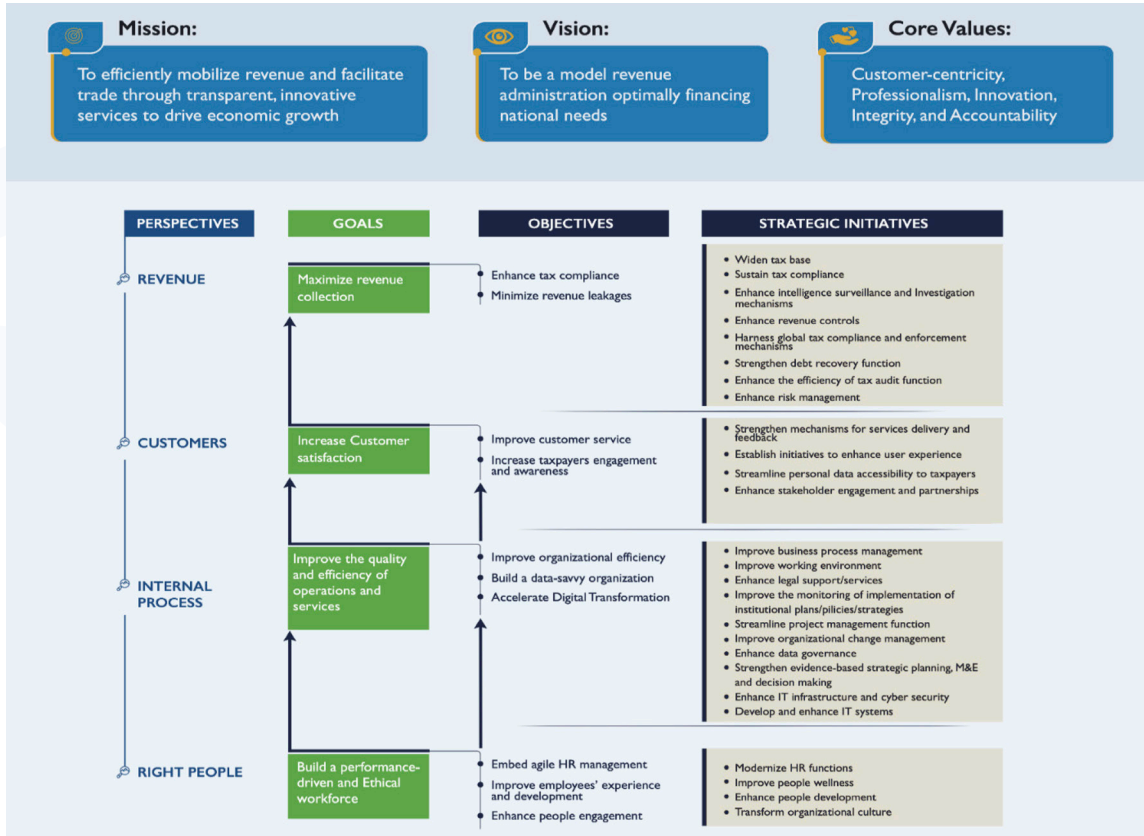 Mission:
To efficiently mobilize revenue and facilitate
trade through transparent, innovative
services to drive economic growth
Vision:
To be a model revenue
administration optimally financing
national needs
Core Values:
Customer-centricity,
Professionalism, Innovation,
Integrity, and Accountability
PERSPECTIVES
GOALS
OBJECTIVES
STRATEGIC INITIATIVES
REVENUE
Maximize revenue
collection
• Enhance tax compliance
• Minimize revenue leakages
• Widen tax base
• Sustain tax compliance
• Enhance intelligence surveillance and Investigation
mechanisms
• Enhance revenue controls
• Harness global tax compliance and enforcement
mechanisms
• Strengthen debt recovery function
• Enhance the efficiency of tax audit function
• Enhance risk management
CUSTOMERS
Increase Customer
satisfaction
• Improve customer service
• Increase taxpayers engagement
and awareness
• Strengthen mechanisms for services delivery and
feedback
• Establish initiatives to enhance user experience
• Streamline personal data accessibility to taxpayers
• Enhance stakeholder engagement and partnerships
INTERNAL
PROCESS
Improve the quality
and efficiency of
operations and
services
• Improve organizational efficiency
• Build a data-savvy organization
• Accelerate Digital Transformation
• Improve business process management
• Improve working environment
• Enhance legal support/services
• Improve the monitoring of implementation of
institutional plans/pilicies/strategies
• Streamline project management function
• Improve organizational change management
• Enhance data governance
• Strengthen evidence-based strategic planning, M&E
and decision making
• Enhance IT infrastructure and cyber security
• Develop and enhance IT systems
RIGHT PEOPLE
Build a performance-
driven and Ethical
workforce
• Embed agile HR management
• Improve employees' experience
and development
• Enhance people engagement
• Modernize HR functions
• Improve people wellness
• Enhance people development
• Transform organizational culture